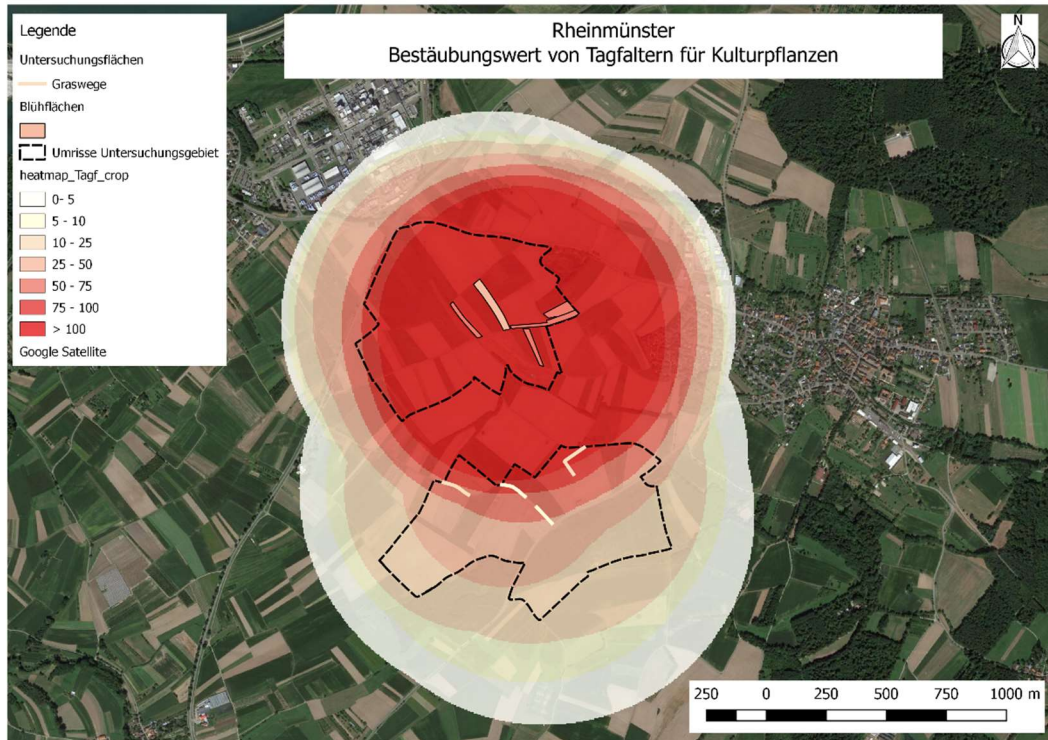 Legende
Untersuchungsflächen
Graswege
Blühflächen
Umrisse Untersuchungsgebiet
heatmap_Tagf_crop
0- 5
5 - 10
10 - 25
25 - 50
50 - 75
75 - 100
> 100
Google Satellite
Rheinmünster
Bestäubungswert von Tagfaltern für Kulturpflanzen
N
250 0 250 500 750 1000 m